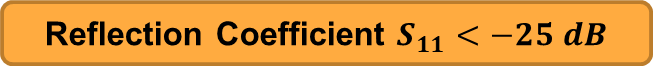 Reflection Coefficient S₁₁ < −25 dB